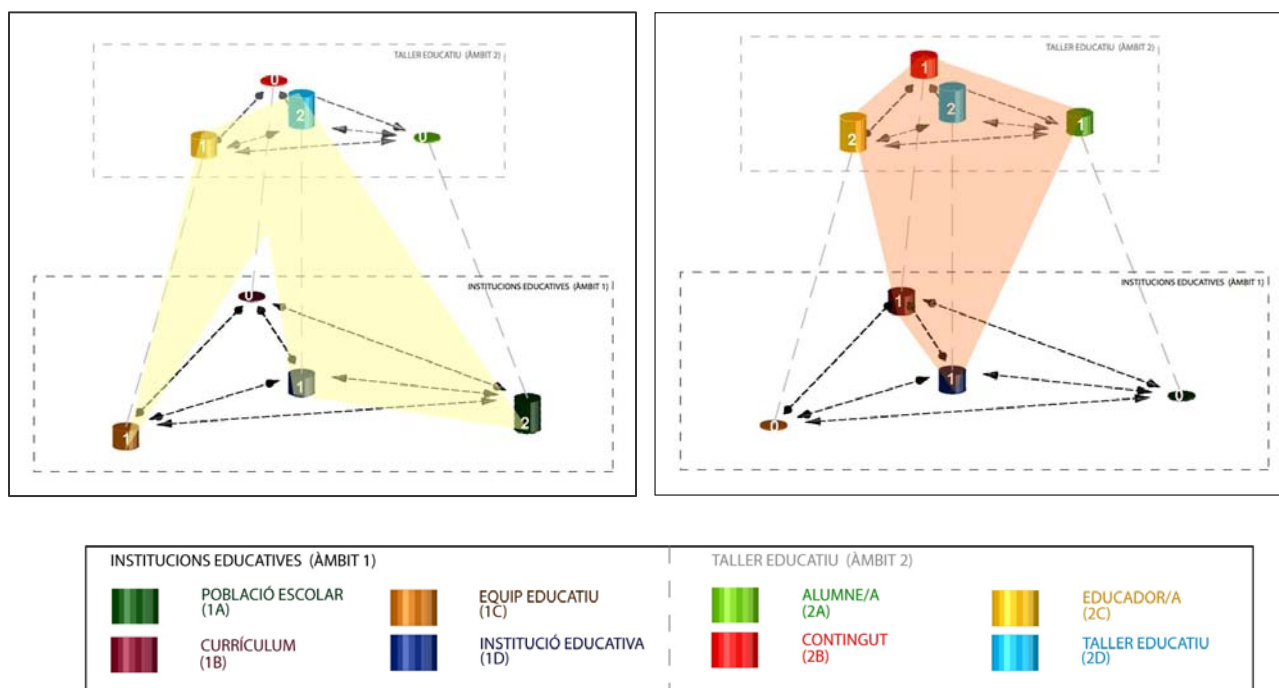 TALLER EDUCATIU (ÀMBIT 2)
0
2
1
0
INSTITUCIONS EDUCATIVES (ÀMBIT 1)
0
1
2
1
TALLER EDUCATIU (ÀMBIT 2)
1
2
2
1
INSTITUCIONS EDUCATIVES (ÀMBIT 1)
1
1
0
0
INSTITUCIONS EDUCATIVES (ÀMBIT 1)
POBLACIÓ ESCOLAR
(1A)
EQUIP EDUCATIU
(1C)
CURRÍCULUM
(1B)
INSTITUCIÓ EDUCATIVA
(1D)
TALLER EDUCATIU (ÀMBIT 2)
ALUMNE/A
(2A)
EDUCADOR/A
(2C)
CONTINGUT
(2B)
TALLER EDUCATIU
(2D)